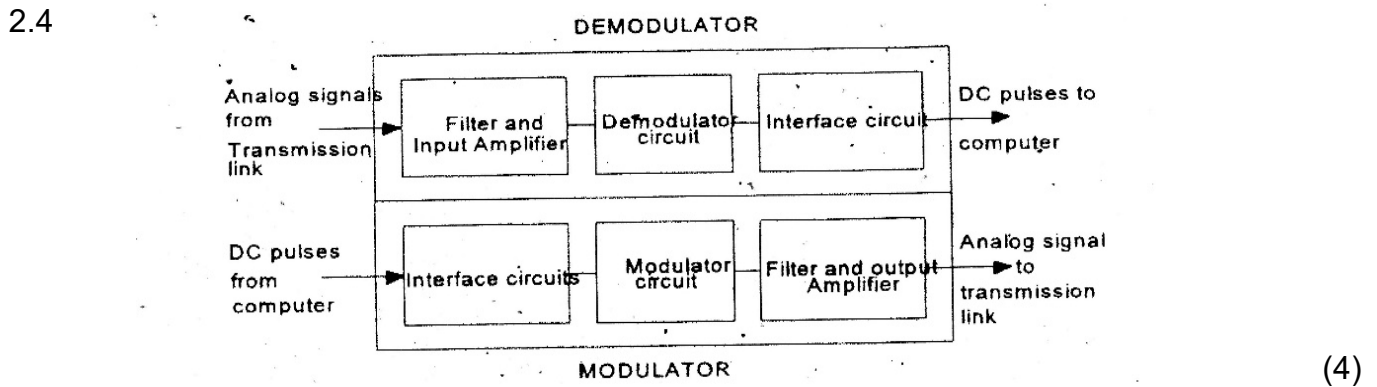 2.4
DEMODULATOR
Analog signals
from
Transmission
link
Filter and
Input Amplifier
Demodulator
circuit
Interface circuit
DC pulses to
computer
DC pulses
from
computer
Interface circuits
Modulator
circuit
Filter and output
Amplifier
Analog signal
to
transmission
link
MODULATOR
(4)